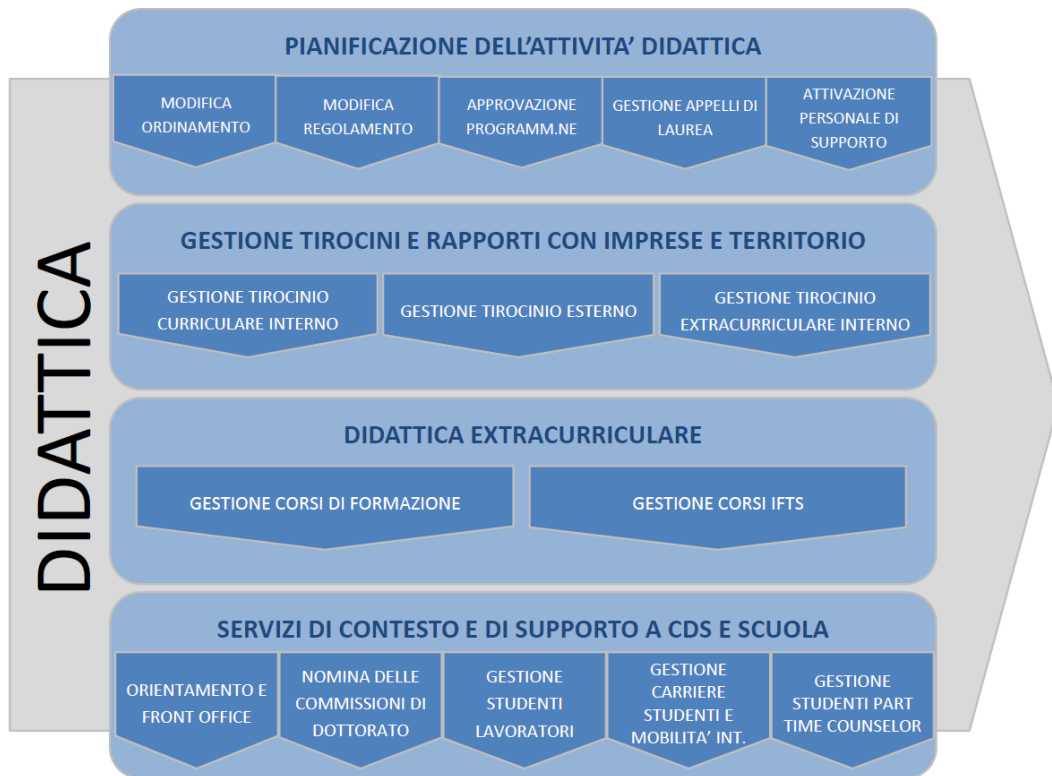 DIDATTICA
PIANIFICAZIONE DELL'ATTIVITA' DIDATTICA
MODIFICA
ORDINAMENTO
MODIFICA
REGOLAMENTO
APPROVAZIONE
PROGRAMM.NE
GESTIONE APPELLI DI
LAUREA
ATTIVAZIONE
PERSONALE DI
SUPPORTO
GESTIONE TIROCINI E RAPPORTI CON IMPRESE E TERRITORIO
GESTIONE TIROCINIO
CURRICULARE INTERNO
GESTIONE TIROCINIO ESTERNO
GESTIONE TIROCINIO
EXTRACURRICULARE INTERNO
DIDATTICA EXTRACURRICULARE
GESTIONE CORSI DI FORMAZIONE
GESTIONE CORSI IFTS
SERVIZI DI CONTESTO E DI SUPPORTO A CDS E SCUOLA
ORIENTAMENTO E
FRONT OFFICE
NOMINA DELLE
COMMISSIONI DI
DOTTORATO
GESTIONE
STUDENTI
LAVORATORI
GESTIONE
CARRIERE
STUDENTI E
MOBILITA' INT.
GESTIONE
STUDENTI PART
TIME COUNSELOR